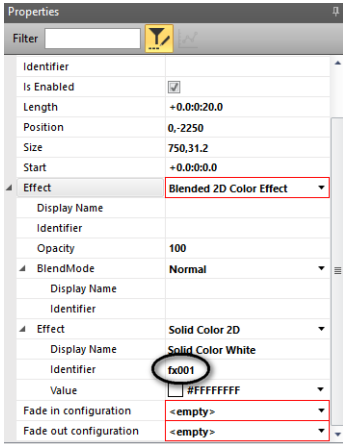 Properties
Filter
Identifier
Is Enabled
Length +0.0:0:20.0
Position 0,-2250
Size 750,31.2
Start +0.0:0:0.0
Effect Blended 2D Color Effect
Display Name
Identifier
Opacity 100
BlendMode Normal
Display Name
Identifier
Effect Solid Color 2D
Display Name Solid Color White
Identifier fx001
Value #FFFFFFFF
Fade in configuration <empty>
Fade out configuration <empty>